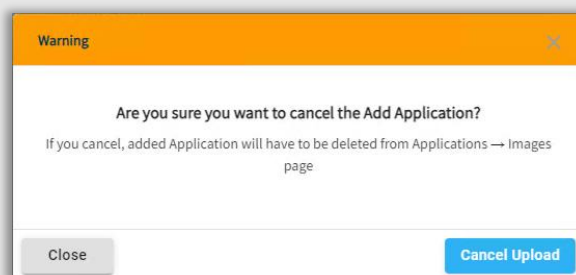 Warning
Are you sure you want to cancel the Add Application?
If you cancel, added Application will have to be deleted from Applications → Images
page
Close
Cancel Upload